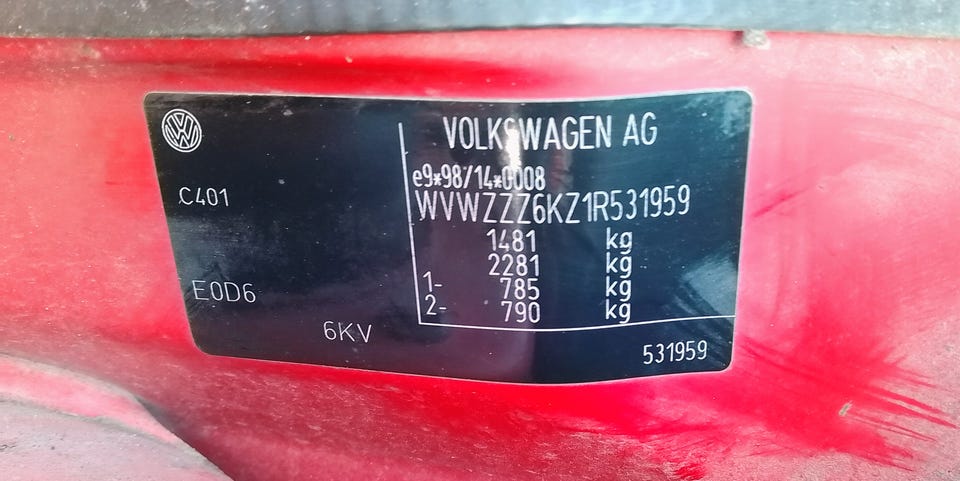 VOLKSWAGEN AG
e9*98/14*0008
WVWZZZ6KZ1R531959
C401
1481 kg
2281 kg
1- 785 kg
2- 790 kg
E0D6
6KV
531959